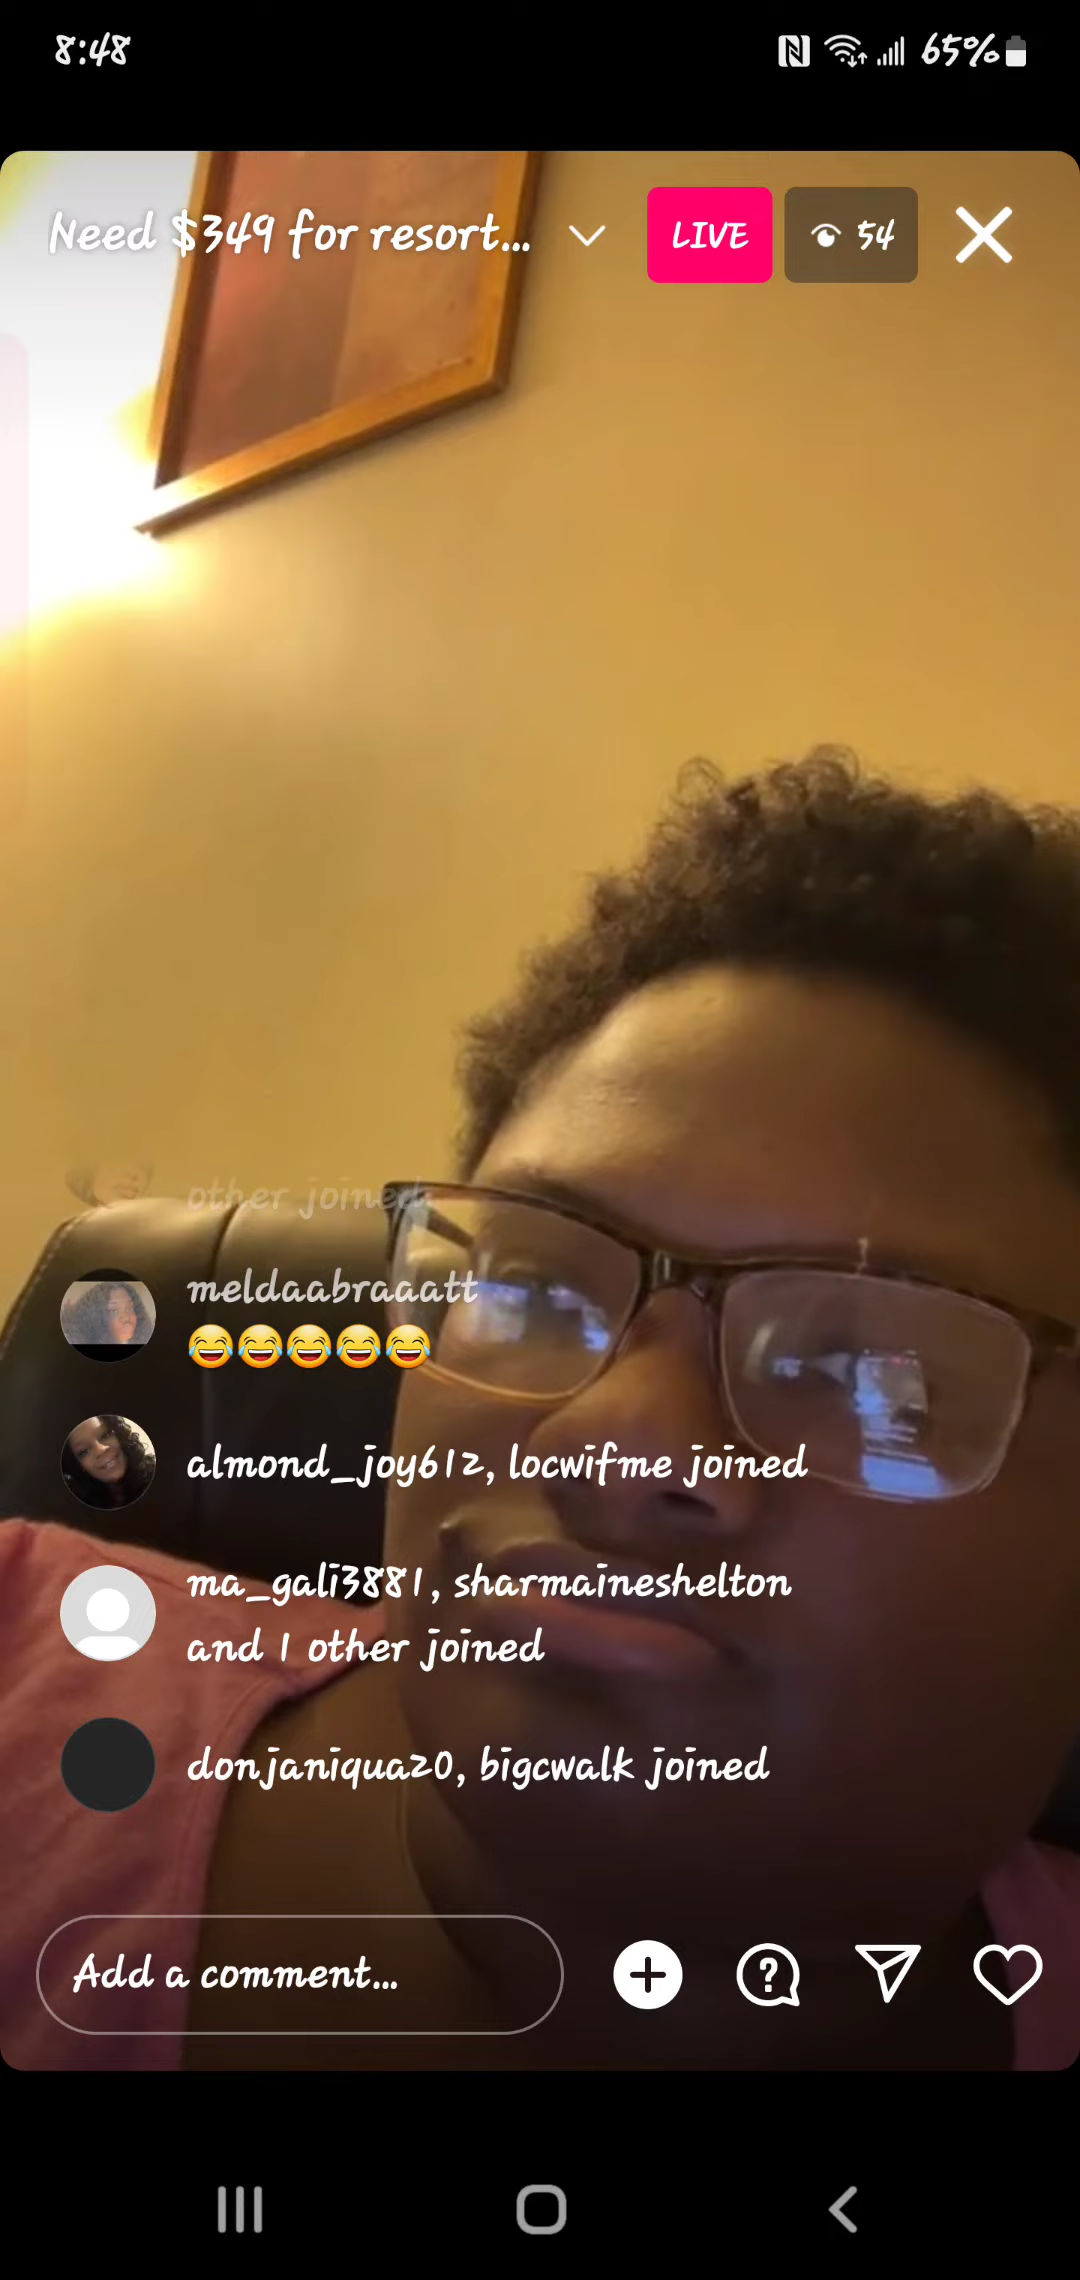 8:48 65%
Need $349 for resort... LIVE 54
other joined
meldaabraaatt
😂😂😂😂😂
almond_joy612, locwifme joined
ma_gali3881, sharmaineshelton
and 1 other joined
donjaniqua20, bigcwalk joined
Add a comment...